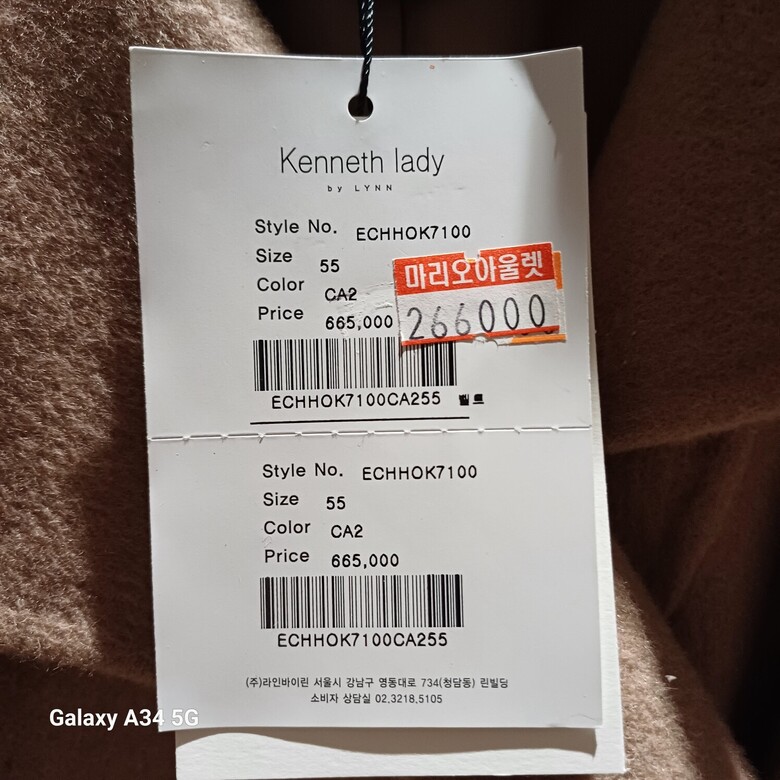 Kenneth lady
by LYNN
Style No. ECHHOK7100
Size 55
Color CA2
Price 665,000
마리오아울렛
266000
ECHHOK7100CA255 벨트
Style No. ECHHOK7100
Size 55
Color CA2
Price 665,000
ECHHOK7100CA255
(주)라인바이린 서울시 강남구 영동대로 734(청담동) 린빌딩
소비자 상담실 02.3218.5105
Galaxy A34 5G